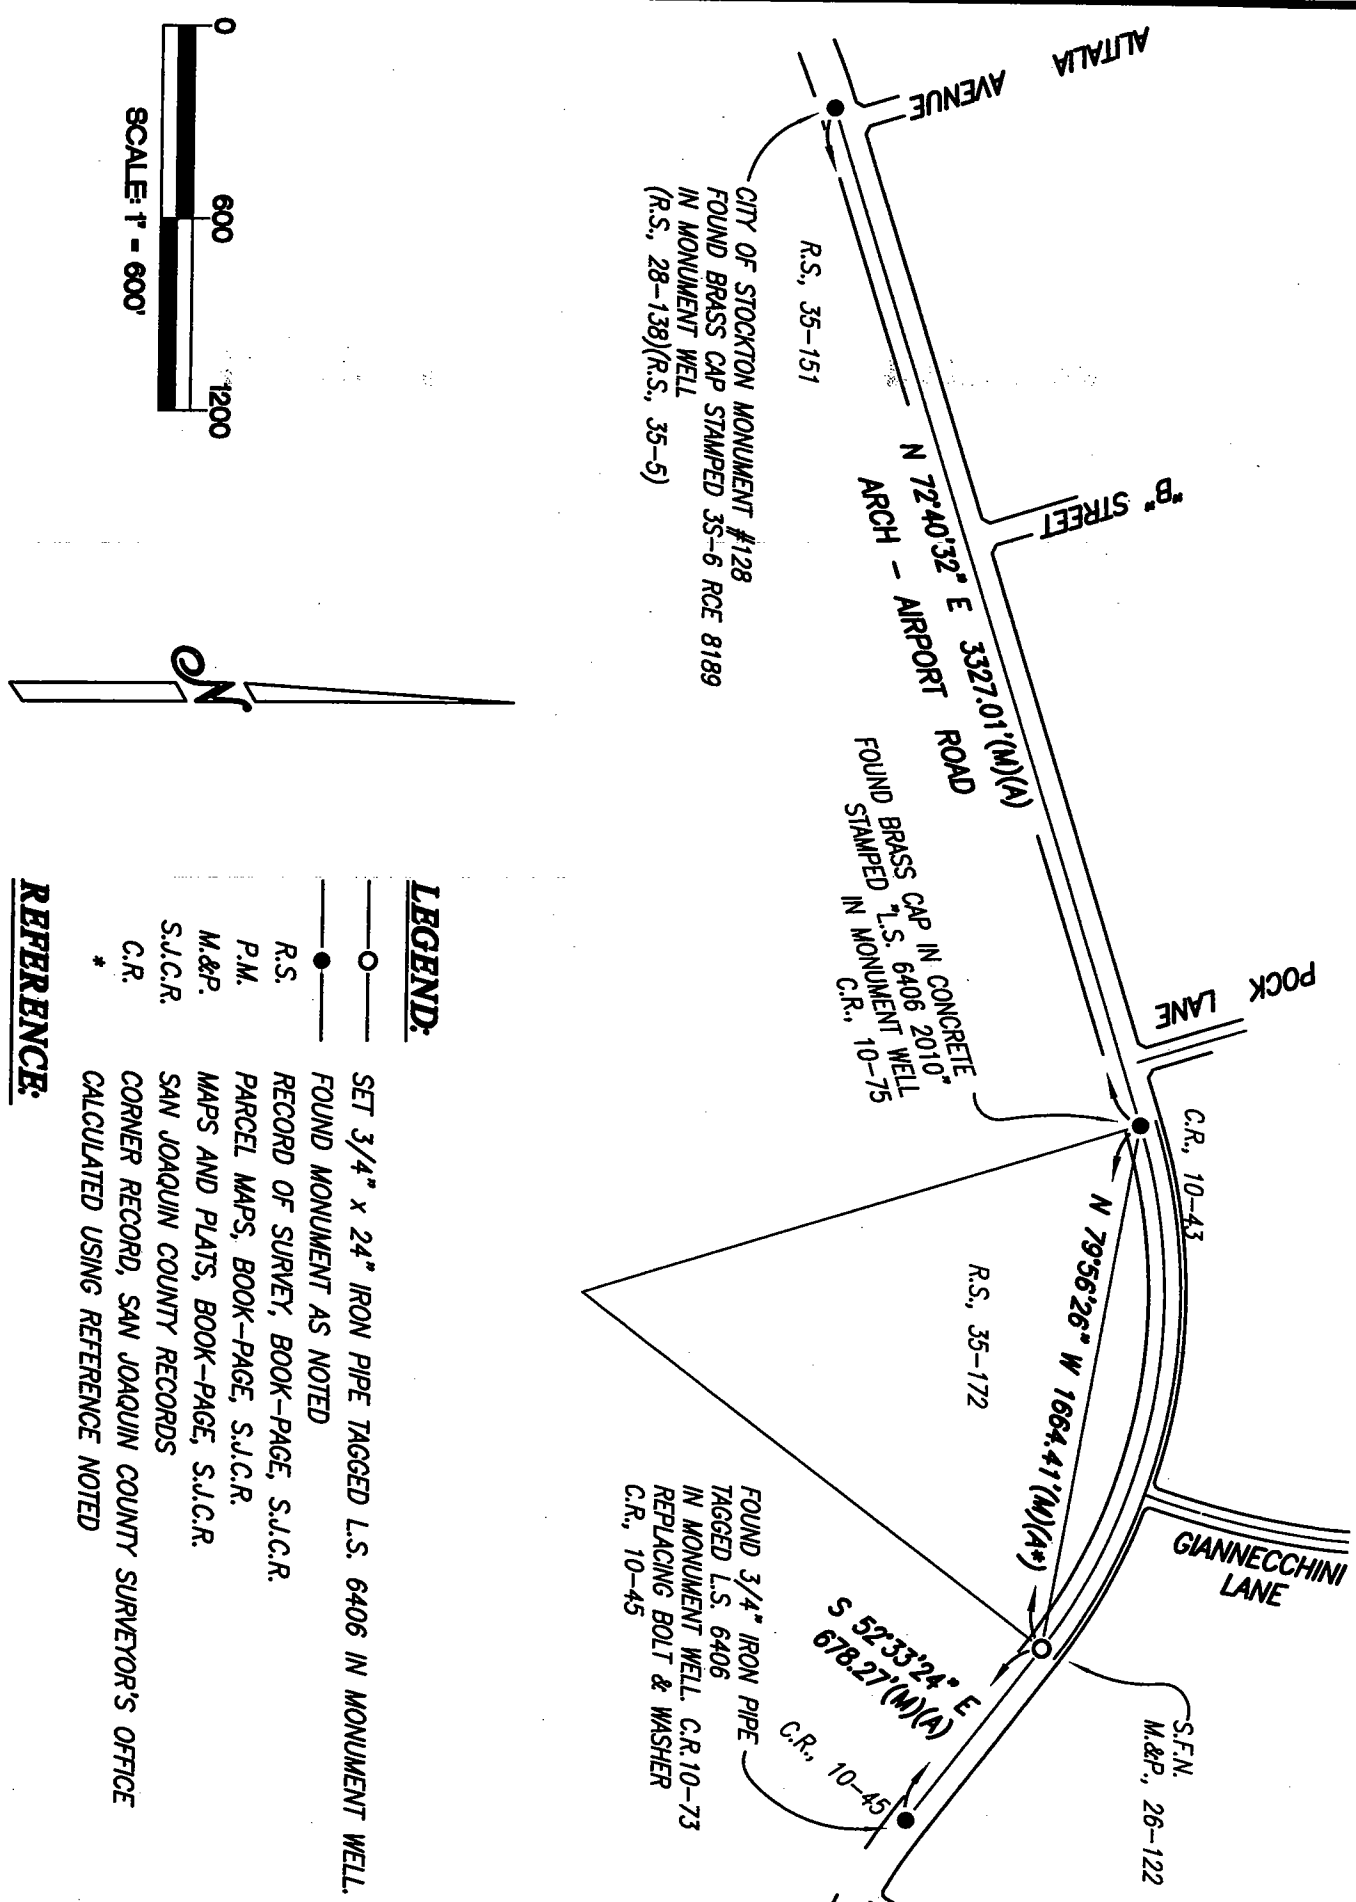 ALITALIA
AVENUE
"B" STREET
POCK
LANE
GIANNECCHINI
LANE
C.R., 10-43
S.F.N.
M.&P., 26-122
N 72°40'32" E 3327.01'(M)(A)
ARCH - AIRPORT ROAD
R.S., 35-151
CITY OF STOCKTON MONUMENT #128
FOUND BRASS CAP STAMPED 3S-6 RCE 8189
IN MONUMENT WELL
(R.S., 28-138)(R.S., 35-5)
FOUND BRASS CAP IN CONCRETE
STAMPED "L.S. 6406 2010"
IN MONUMENT WELL
C.R., 10-75
N 79°56'26" W 1664.41'(M)(A*)
R.S., 35-172
S 52°33'24" E
678.27'(M)(A)
C.R., 10-45
FOUND 3/4" IRON PIPE
TAGGED L.S. 6406
IN MONUMENT WELL. C.R.10-73
REPLACING BOLT & WASHER
C.R., 10-45
0 600 1200
SCALE: 1" = 600'
N
LEGEND:
SET 3/4" x 24" IRON PIPE TAGGED L.S. 6406 IN MONUMENT WELL.
FOUND MONUMENT AS NOTED
R.S. RECORD OF SURVEY, BOOK-PAGE, S.J.C.R.
P.M. PARCEL MAPS, BOOK-PAGE, S.J.C.R.
M.&P. MAPS AND PLATS, BOOK-PAGE, S.J.C.R.
S.J.C.R. SAN JOAQUIN COUNTY RECORDS
C.R. CORNER RECORD, SAN JOAQUIN COUNTY SURVEYOR'S OFFICE
* CALCULATED USING REFERENCE NOTED
REFERENCE: